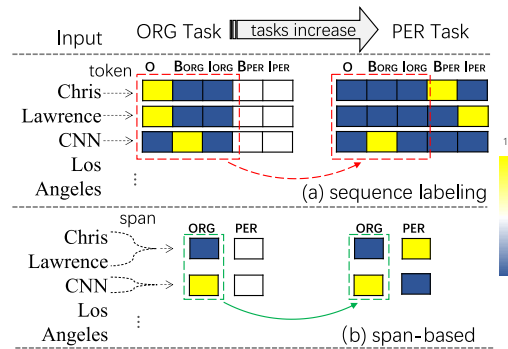 Input ORG Task tasks increase PER Task
token O BORG IORG BPER IPER O BORG IORG BPER IPER
Chris
Lawrence
CNN
Los
Angeles
(a) sequence labeling
1
span ORG PER ORG PER
Chris
Lawrence
CNN
Los
Angeles
(b) span-based